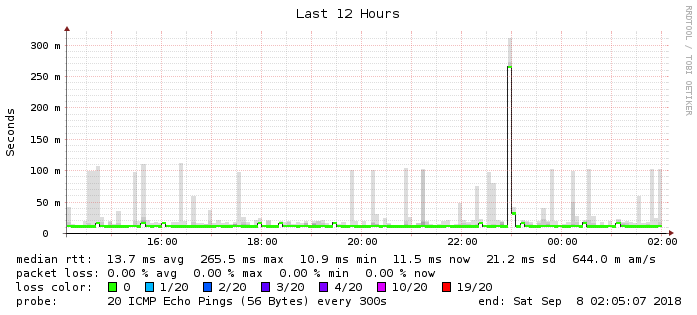 Last 12 Hours
RRDTOOL / TOBI OETIKER
Seconds
300 m
250 m
200 m
150 m
100 m
50 m
0
16:00 18:00 20:00 22:00 00:00 02:00
median rtt: 13.7 ms avg 265.5 ms max 10.9 ms min 11.5 ms now 21.2 ms sd 644.0 m am/s
packet loss: 0.00 % avg 0.00 % max 0.00 % min 0.00 % now
loss color: 0 1/20 2/20 3/20 4/20 10/20 19/20
probe: 20 ICMP Echo Pings (56 Bytes) every 300s end: Sat Sep 8 02:05:07 2018